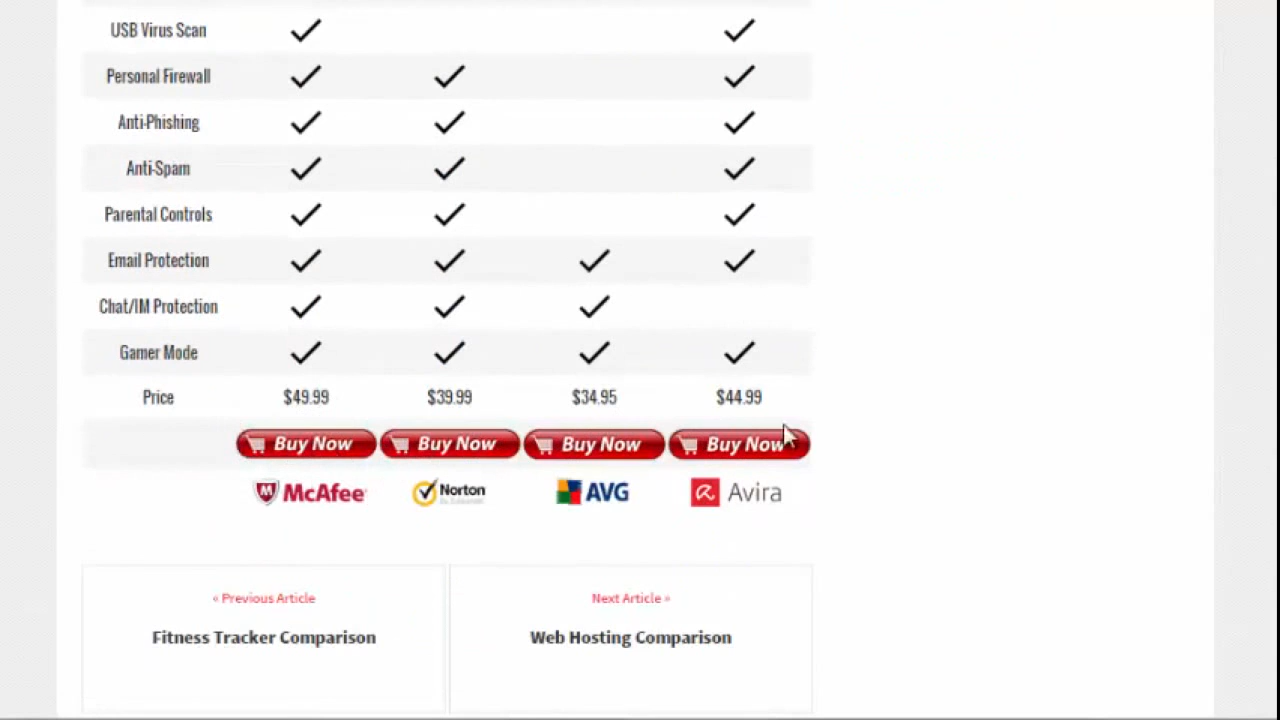 USB Virus Scan
Personal Firewall
Anti-Phishing
Anti-Spam
Parental Controls
Email Protection
Chat/IM Protection
Gamer Mode
Price $49.99 $39.99 $34.95 $44.99
Buy Now Buy Now Buy Now Buy Now
McAfee Norton AVG Avira
« Previous Article Next Article »
Fitness Tracker Comparison Web Hosting Comparison